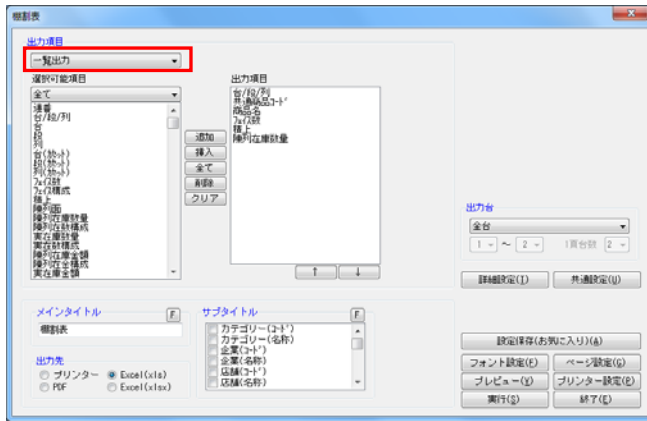 棚割表
出力項目
一覧出力
選択可能項目
全て
連番
台/段/列
台
段
列
台(ｶｾｯﾄ)
段(ｶｾｯﾄ)
列(ｶｾｯﾄ)
ﾌｪｲｽ数
ﾌｪｲｽ構成
積上
陳列面
陳列在庫数量
陳列在数構成
実在庫数量
実在数構成
陳列在庫金額
陳列在金構成
実在庫金額
追加
挿入
全て
削除
クリア
出力項目
台/段/列
共通商品ｺｰﾄﾞ
商品名
ﾌｪｲｽ数
積上
陳列在庫数量
↑
↓
出力台
全台
1 ～ 2 1頁台数 2
詳細設定(I)
共通設定(U)
メインタイトル F
棚割表
出力先
プリンター
Excel(xls)
PDF
Excel(xlsx)
サブタイトル F
カテゴリー(ｺｰﾄﾞ)
カテゴリー(名称)
企業(ｺｰﾄﾞ)
企業(名称)
店舗(ｺｰﾄﾞ)
店舗(名称)
設定保存(お気に入り)(A)
フォント設定(F)
ページ設定(G)
プレビュー(V)
プリンター設定(P)
実行(S)
終了(E)